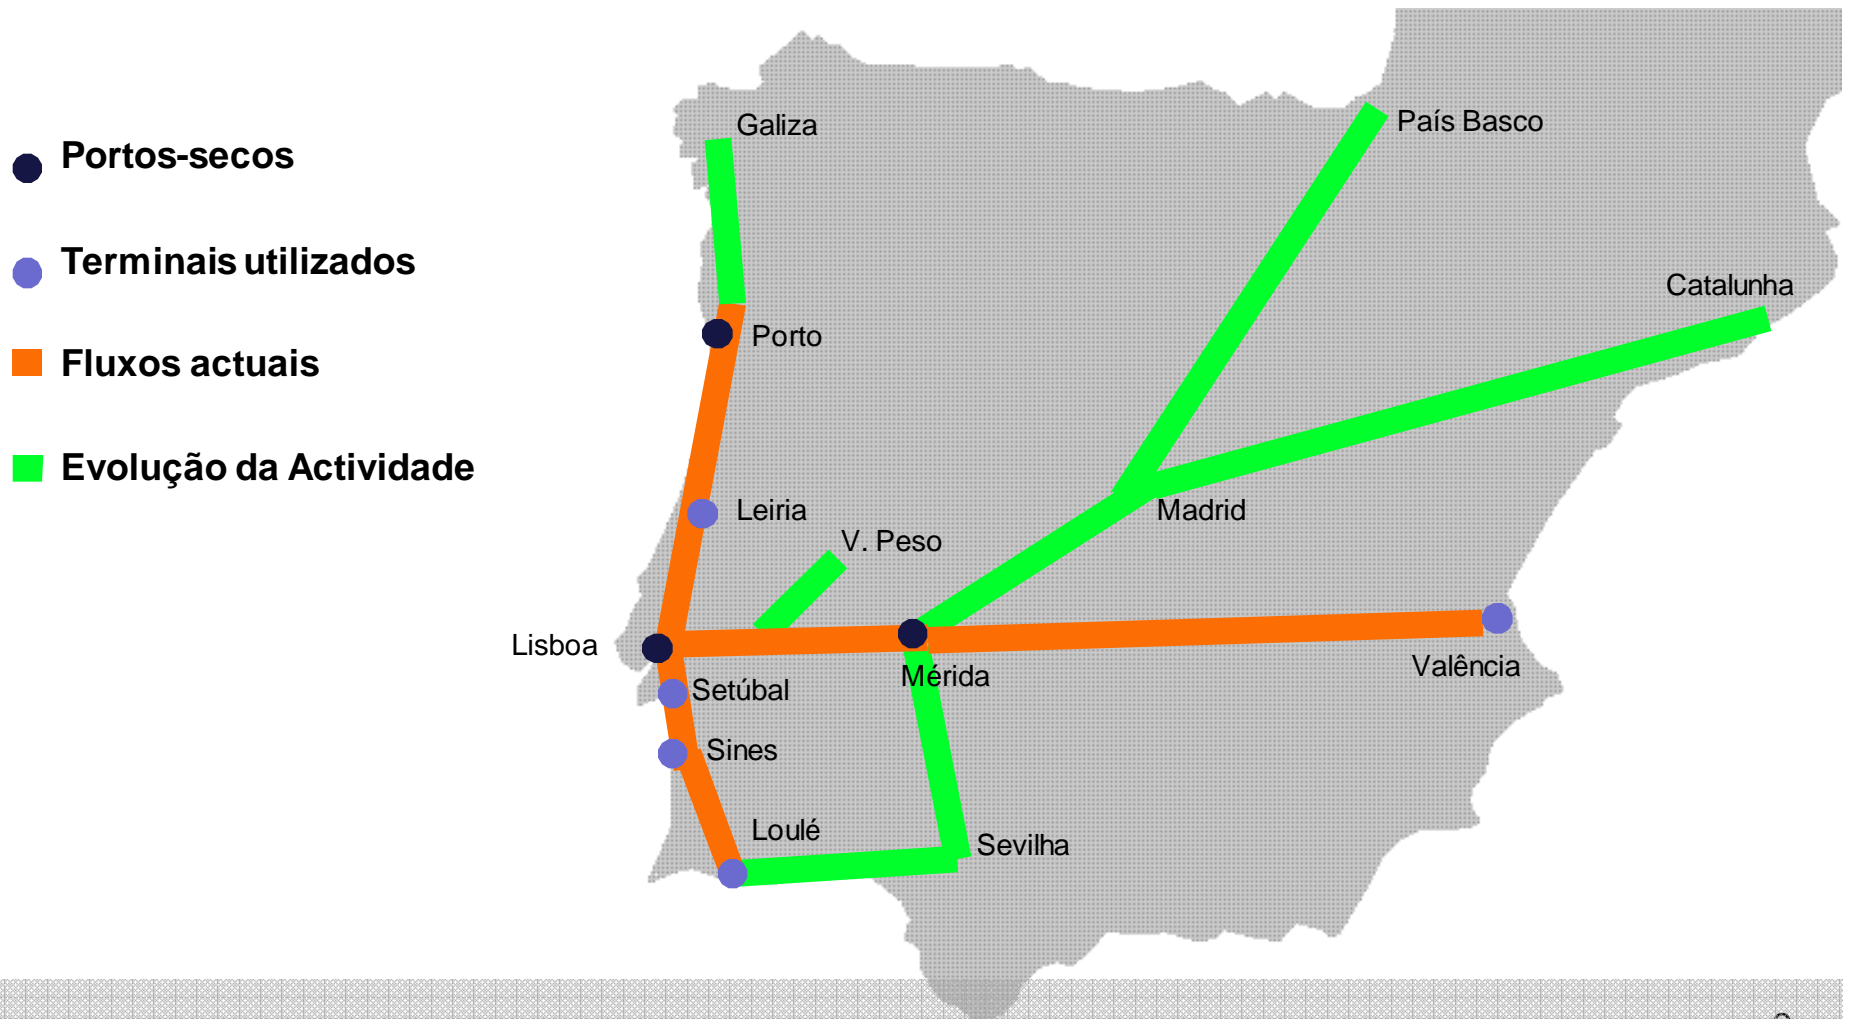 Portos-secos
Terminais utilizados
Fluxos actuais
Evolução da Actividade
Galiza
País Basco
Catalunha
Porto
Leiria
Madrid
V. Peso
Lisboa
Mérida
Valência
Setúbal
Sines
Loulé
Sevilha